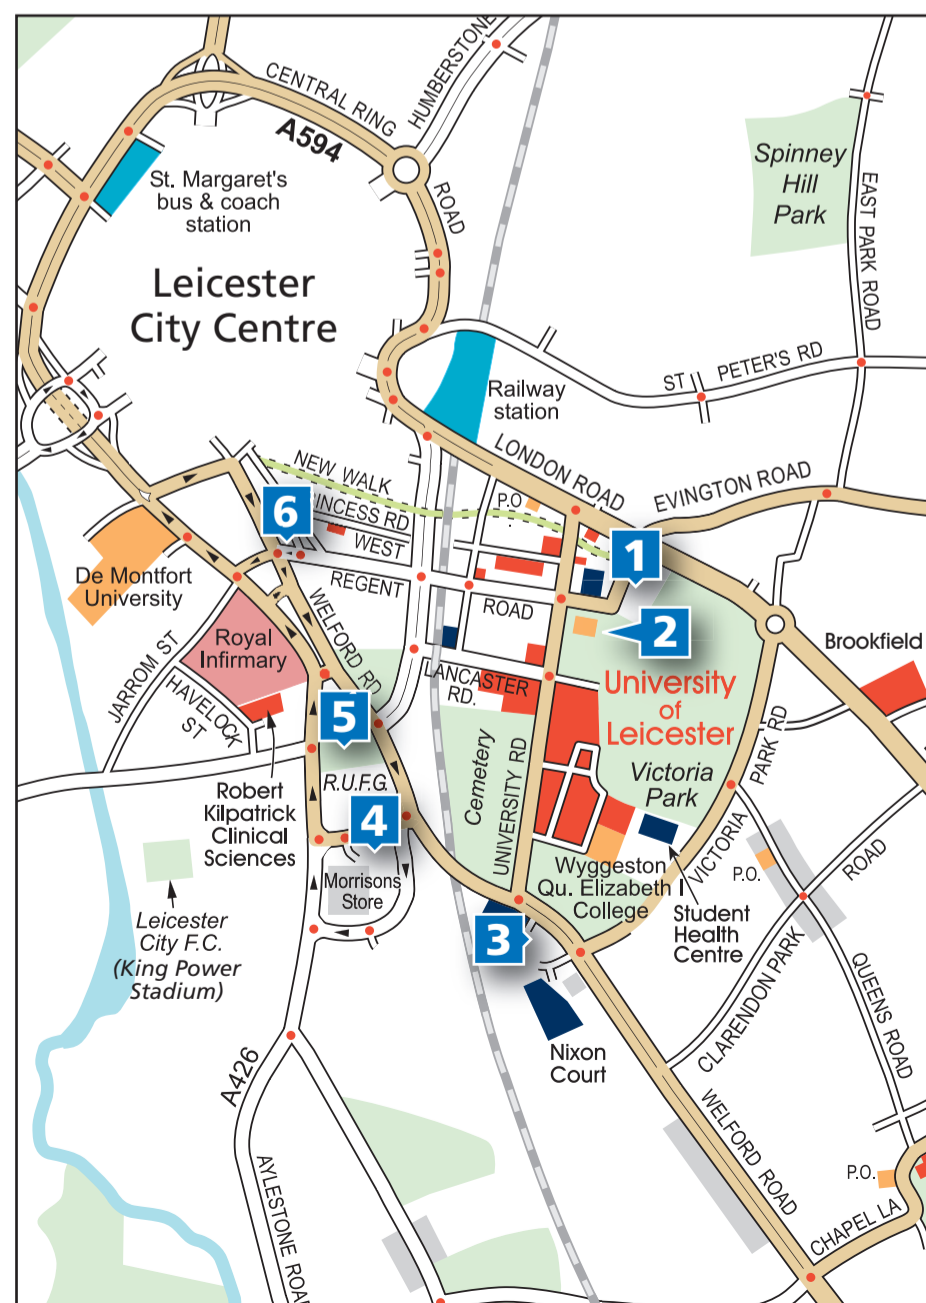 CENTRAL RING
ROAD
A594
HUMBERSTONE
St. Margaret's
bus & coach
station
Spinney
Hill
Park
EAST PARK ROAD
Leicester
City Centre
ST PETER'S RD
Railway
station
LONDON ROAD
EVINGTON ROAD
NEW WALK
P.O.
6
WEST
REGENT
ROAD
1
De Montfort
University
2
WELFORD RD
JARROM ST
Royal
Infirmary
HAVELOCK
ST
LANCASTER
RD.
Brookfield
University
of
Leicester
5
Cemetery
UNIVERSITY RD
Victoria
Park
VICTORIA PARK RD
R.U.F.G.
4
Robert
Kilpatrick
Clinical
Sciences
Morrisons
Store
Wyggeston
Qu. Elizabeth I
College
P.O.
Student
Health
Centre
3
Leicester
City F.C.
(King Power
Stadium)
CLARENDON PARK
ROAD
QUEENS ROAD
Nixon
Court
A426
AYLESTONE ROAD
WELFORD ROAD
P.O.
CHAPEL LA